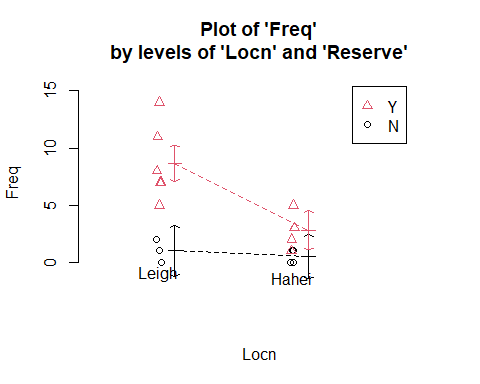 Plot of 'Freq'
by levels of 'Locn' and 'Reserve'
15
Y
N
10
Freq
5
0
Leigh
Haher
Locn